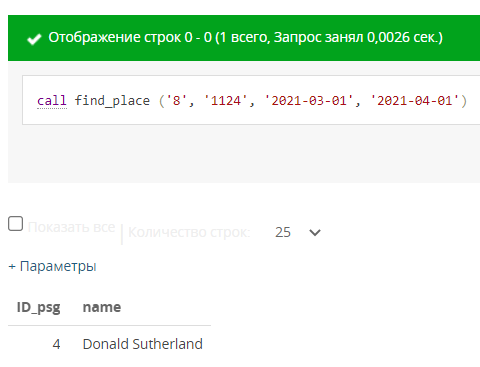 Отображение строк 0 - 0 (1 всего, Запрос занял 0,0026 сек.)
call find_place ('8', '1124', '2021-03-01', '2021-04-01')
Показать все | Количество строк: 25
+ Параметры
ID_psg name
4 Donald Sutherland